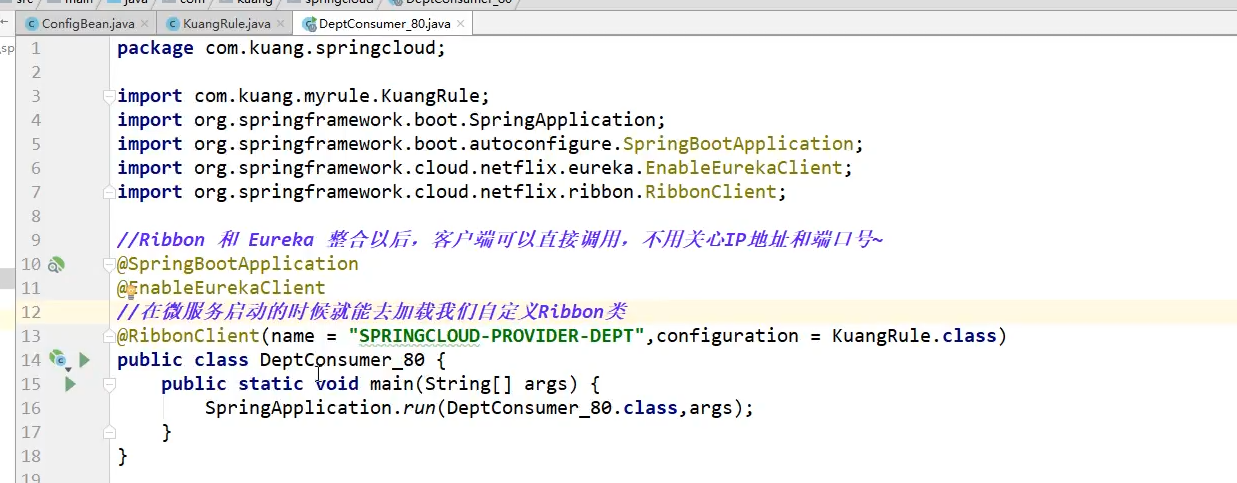 src main java com kuang springcloud DeptConsumer_80
ConfigBean.java KuangRule.java DeptConsumer_80.java
sp
1 package com.kuang.springcloud;
2
3 import com.kuang.myrule.KuangRule;
4 import org.springframework.boot.SpringApplication;
5 import org.springframework.boot.autoconfigure.SpringBootApplication;
6 import org.springframework.cloud.netflix.eureka.EnableEurekaClient;
7 import org.springframework.cloud.netflix.ribbon.RibbonClient;
8
9 //Ribbon 和 Eureka 整合以后，客户端可以直接调用，不用关心IP地址和端口号~
10 @SpringBootApplication
11 @EnableEurekaClient
12 //在微服务启动的时候就能去加载我们自定义Ribbon类
13 @RibbonClient(name = "SPRINGCLOUD-PROVIDER-DEPT",configuration = KuangRule.class)
14 public class DeptConsumer_80 {
15 public static void main(String[] args) {
16 SpringApplication.run(DeptConsumer_80.class,args);
17 }
18 }
19